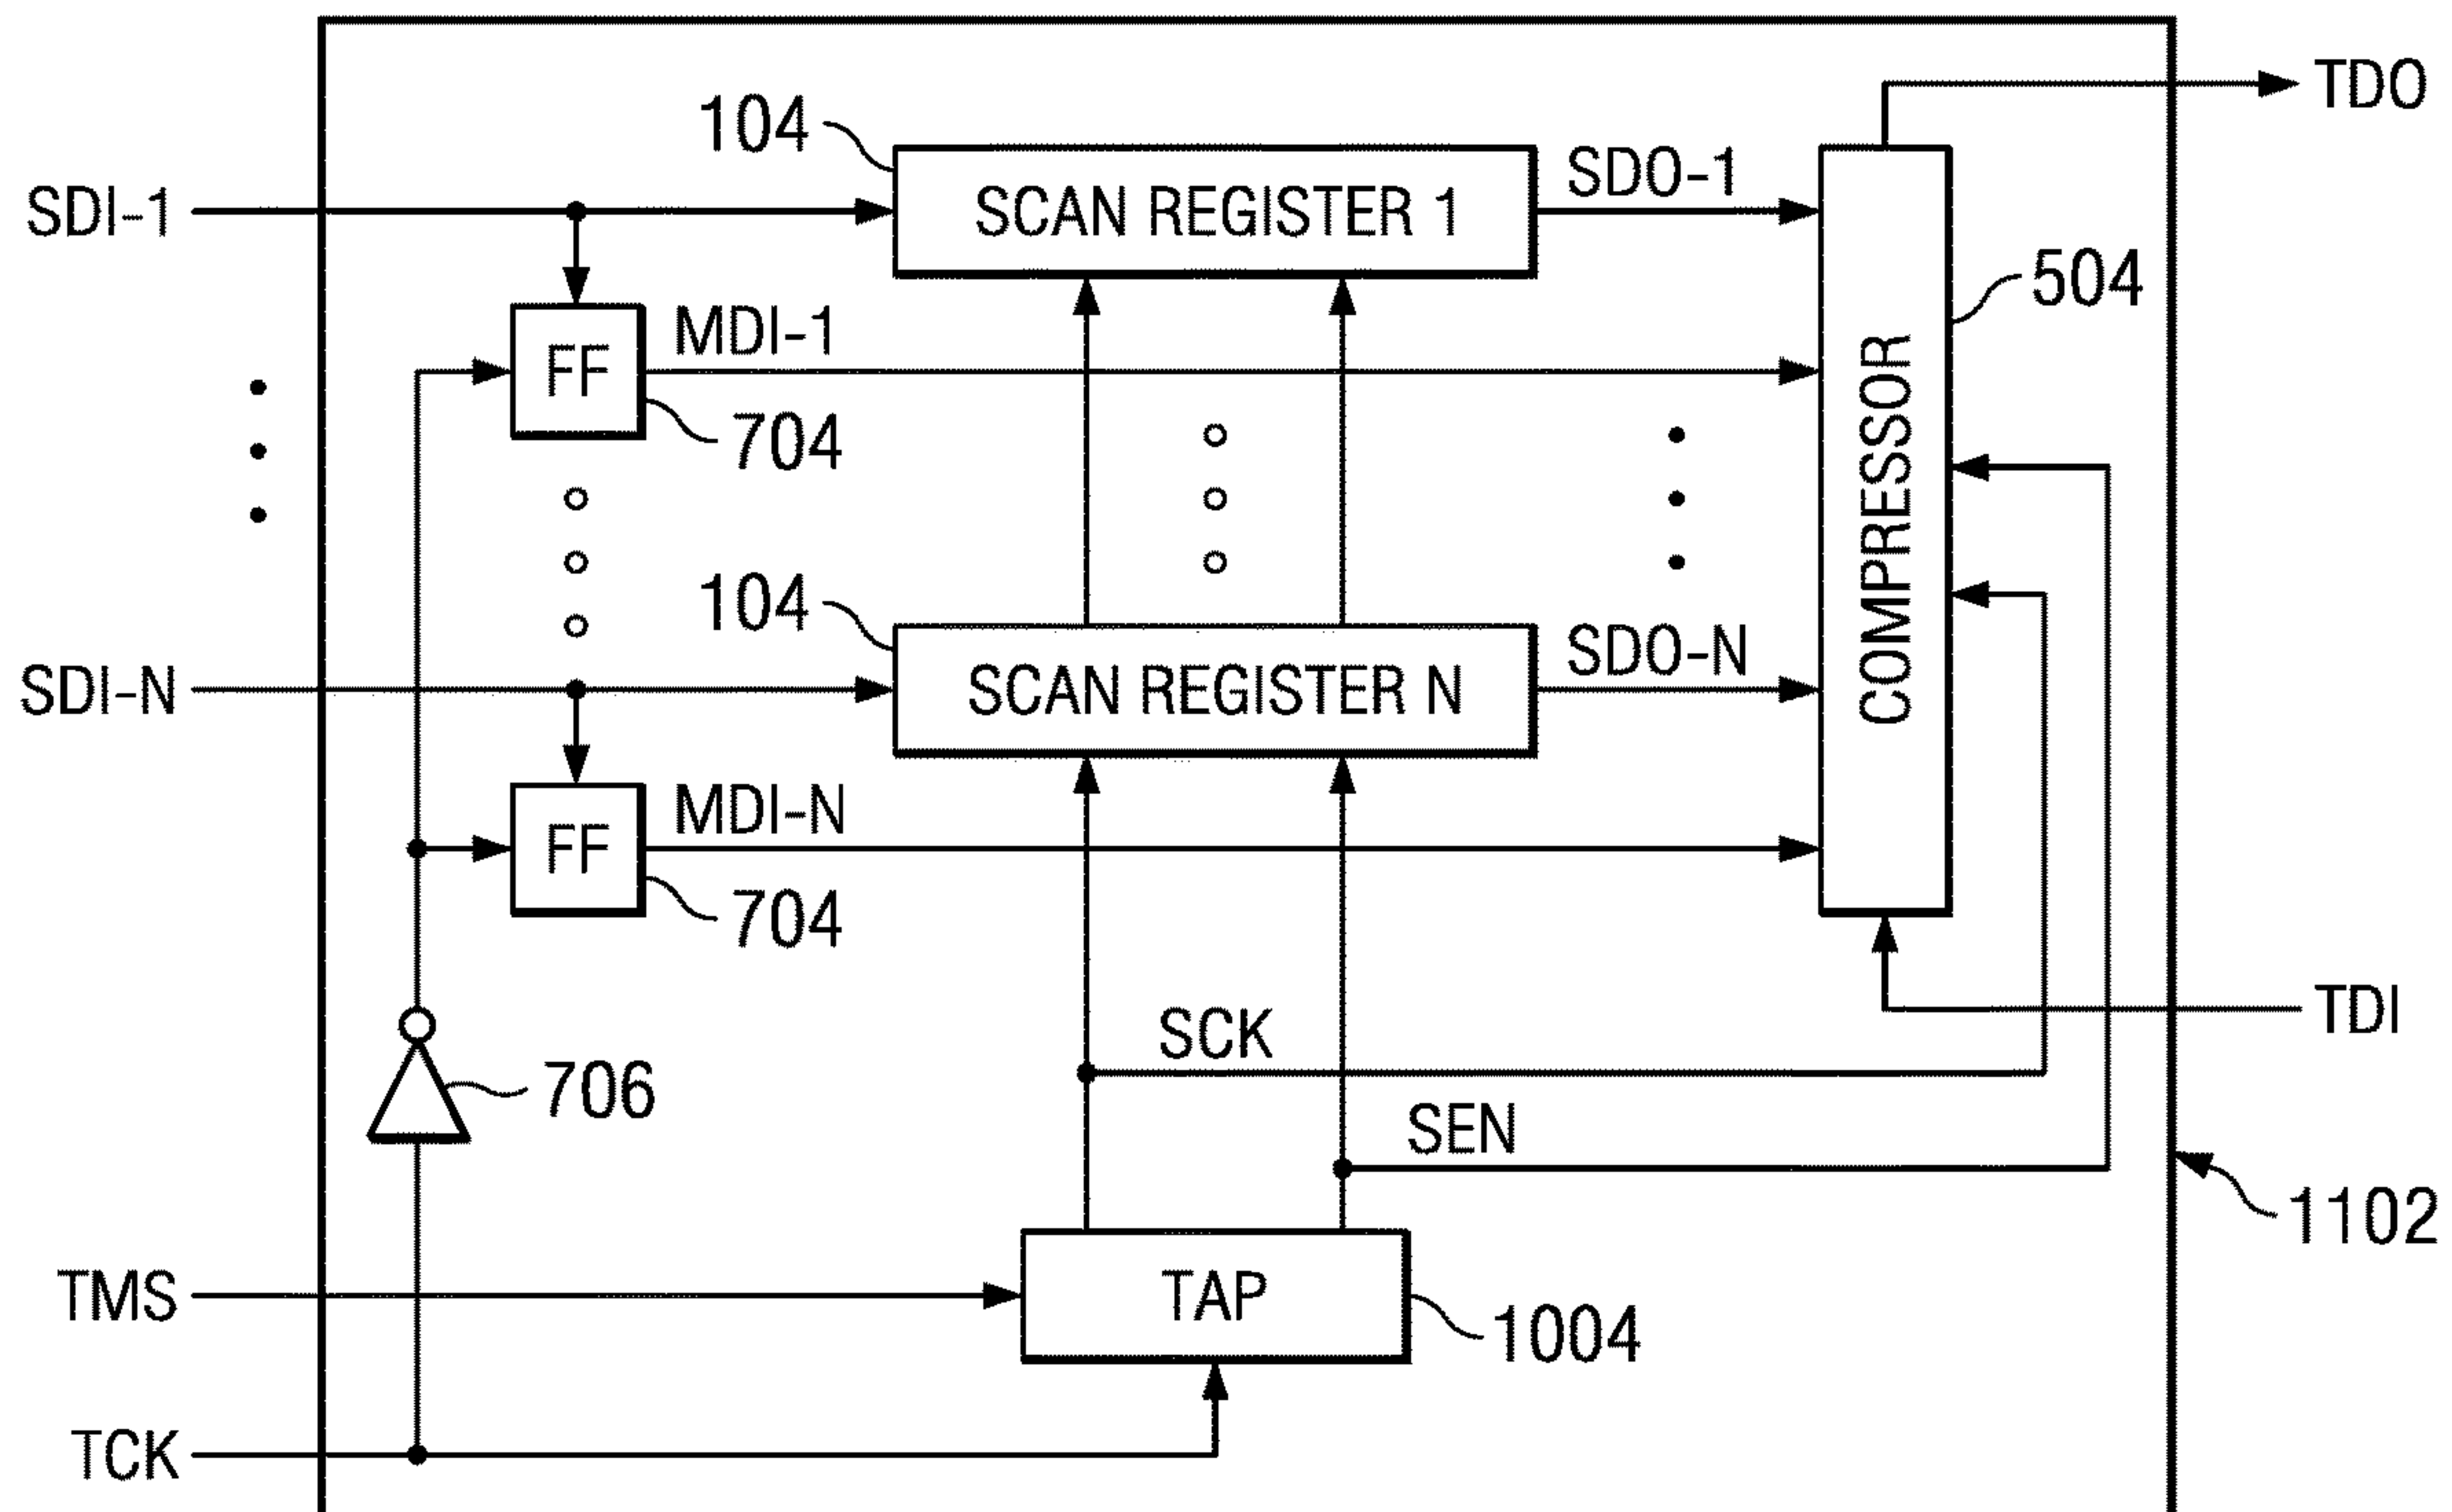 TDO
104
SDI-1
SCAN REGISTER 1
SDO-1
504
MDI-1
FF
704
COMPRESSOR
104
SDI-N
SCAN REGISTER N
SDO-N
MDI-N
FF
704
TDI
SCK
706
SEN
1102
TMS
TAP
1004
TCK